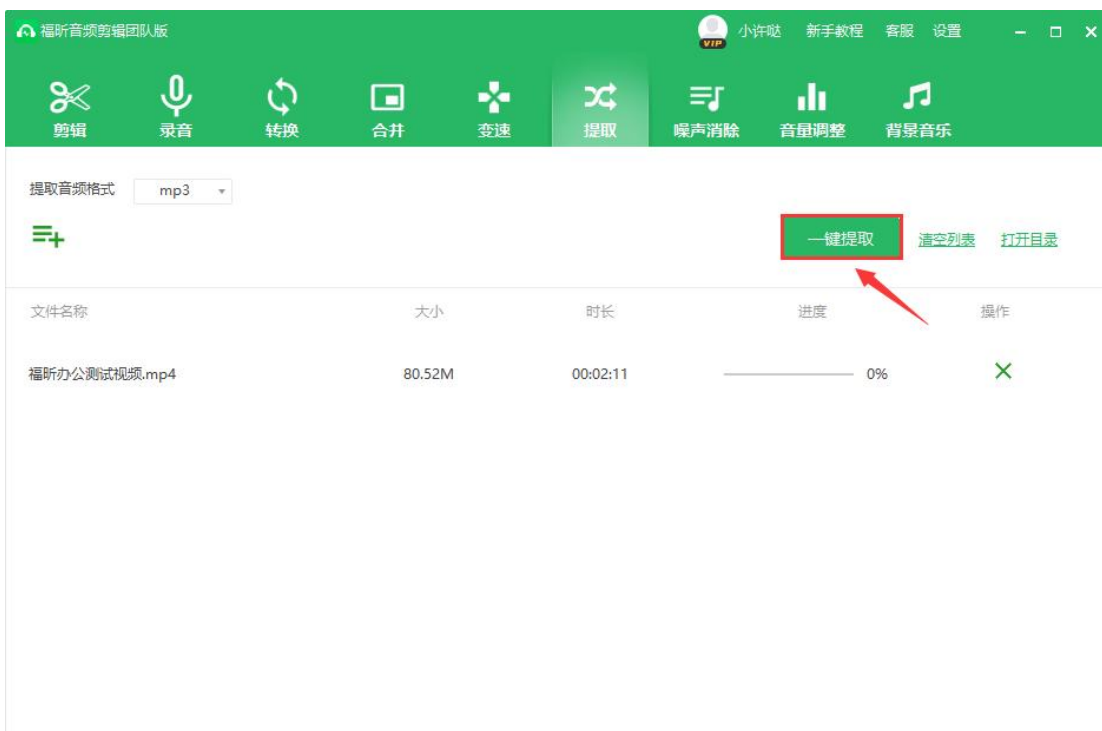 福昕音频剪辑团队版 VIP 小许哒 新手教程 客服 设置
剪辑 录音 转换 合并 变速 提取 噪声消除 音量调整 背景音乐
提取音频格式 mp3
一键提取 清空列表 打开目录
文件名称 大小 时长 进度 操作
福昕办公测试视频.mp4 80.52M 00:02:11 0%